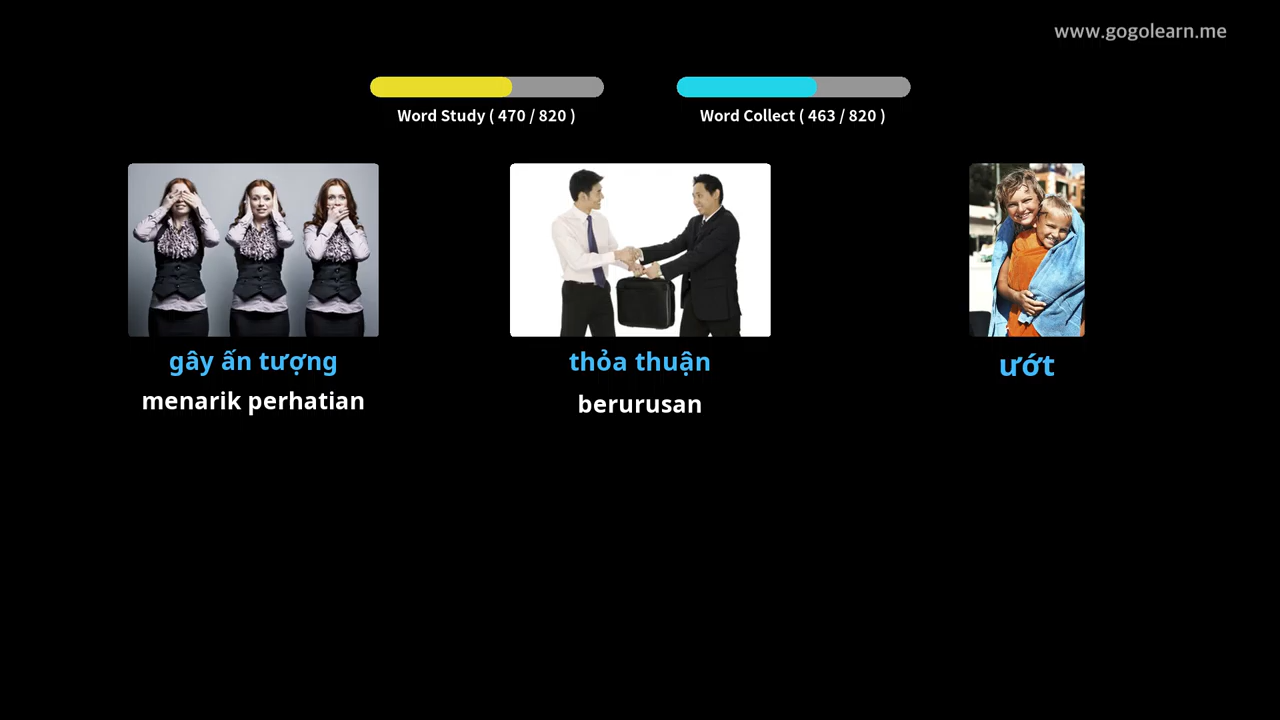 www.gogolearn.me
Word Study ( 470 / 820 )
Word Collect ( 463 / 820 )
gây ấn tượng
thỏa thuận
ướt
menarik perhatian
berurusan